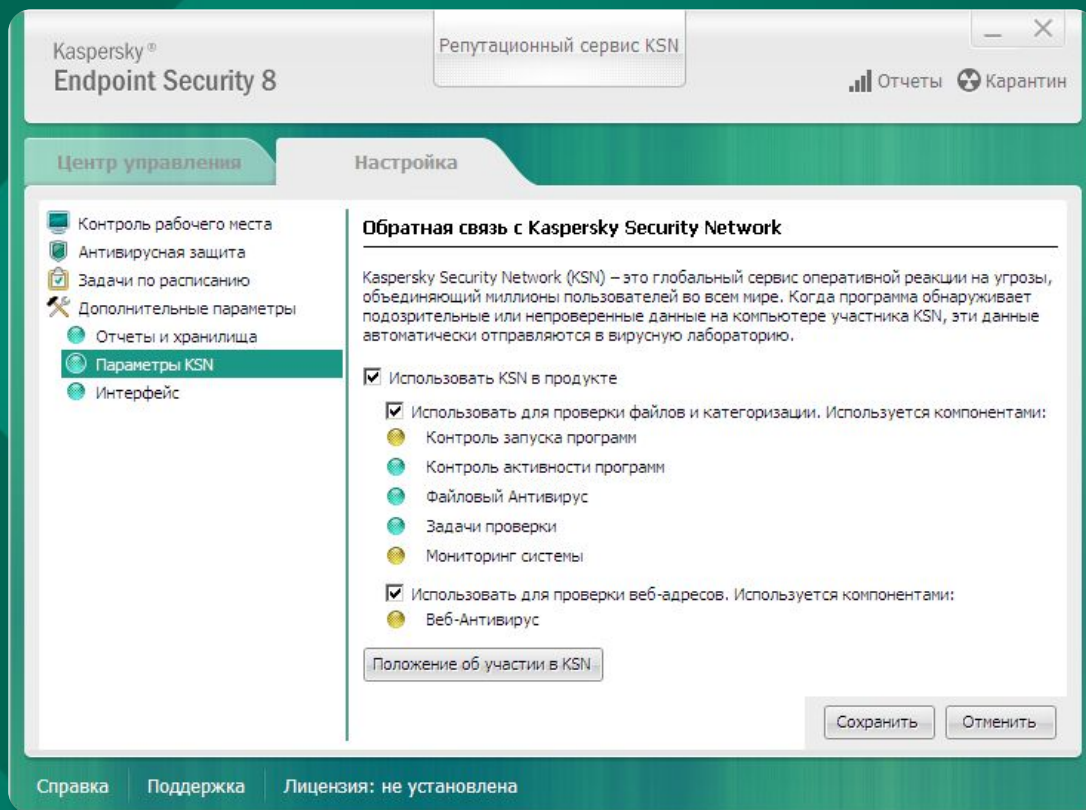 Kaspersky®
Endpoint Security 8
Репутационный сервис KSN
Отчеты
Карантин
Центр управления
Настройка
Контроль рабочего места
Антивирусная защита
Задачи по расписанию
Дополнительные параметры
Отчеты и хранилища
Параметры KSN
Интерфейс
Обратная связь с Kaspersky Security Network
Kaspersky Security Network (KSN) – это глобальный сервис оперативной реакции на угрозы,
объединяющий миллионы пользователей во всем мире. Когда программа обнаруживает
подозрительные или непроверенные данные на компьютере участника KSN, эти данные
автоматически отправляются в вирусную лабораторию.
Использовать KSN в продукте
Использовать для проверки файлов и категоризации. Используется компонентами:
Контроль запуска программ
Контроль активности программ
Файловый Антивирус
Задачи проверки
Мониторинг системы
Использовать для проверки веб-адресов. Используется компонентами:
Веб-Антивирус
Положение об участии в KSN
Сохранить
Отменить
Справка
Поддержка
Лицензия: не установлена